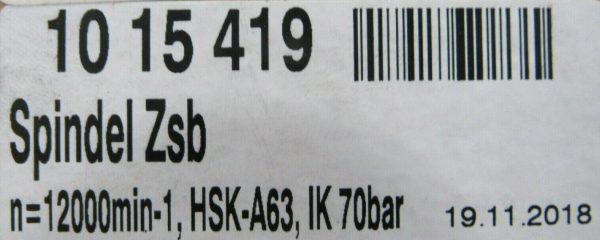 10 15 419
Spindel Zsb
n=12000min-1, HSK-A63, IK 70bar 19.11.2018